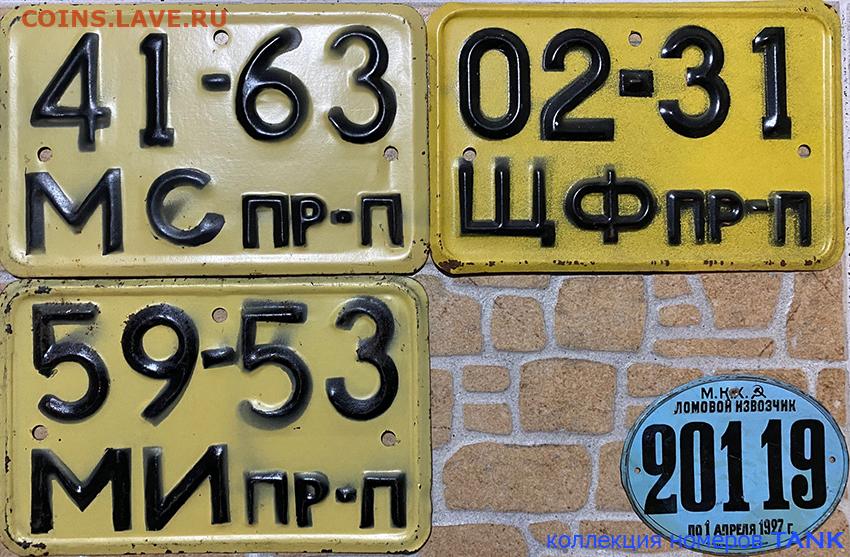 COINS.LAVE.РУ
41-63
МС ПР-П
02-31
ЩФ ПР-П
59-53
МИ ПР-П
М.К.Х.
ЛОМОВОЙ ИЗВОЗЧИК
20119
ПО 1 АПРЕЛЯ 1927 г.
коллекция номеров TANK